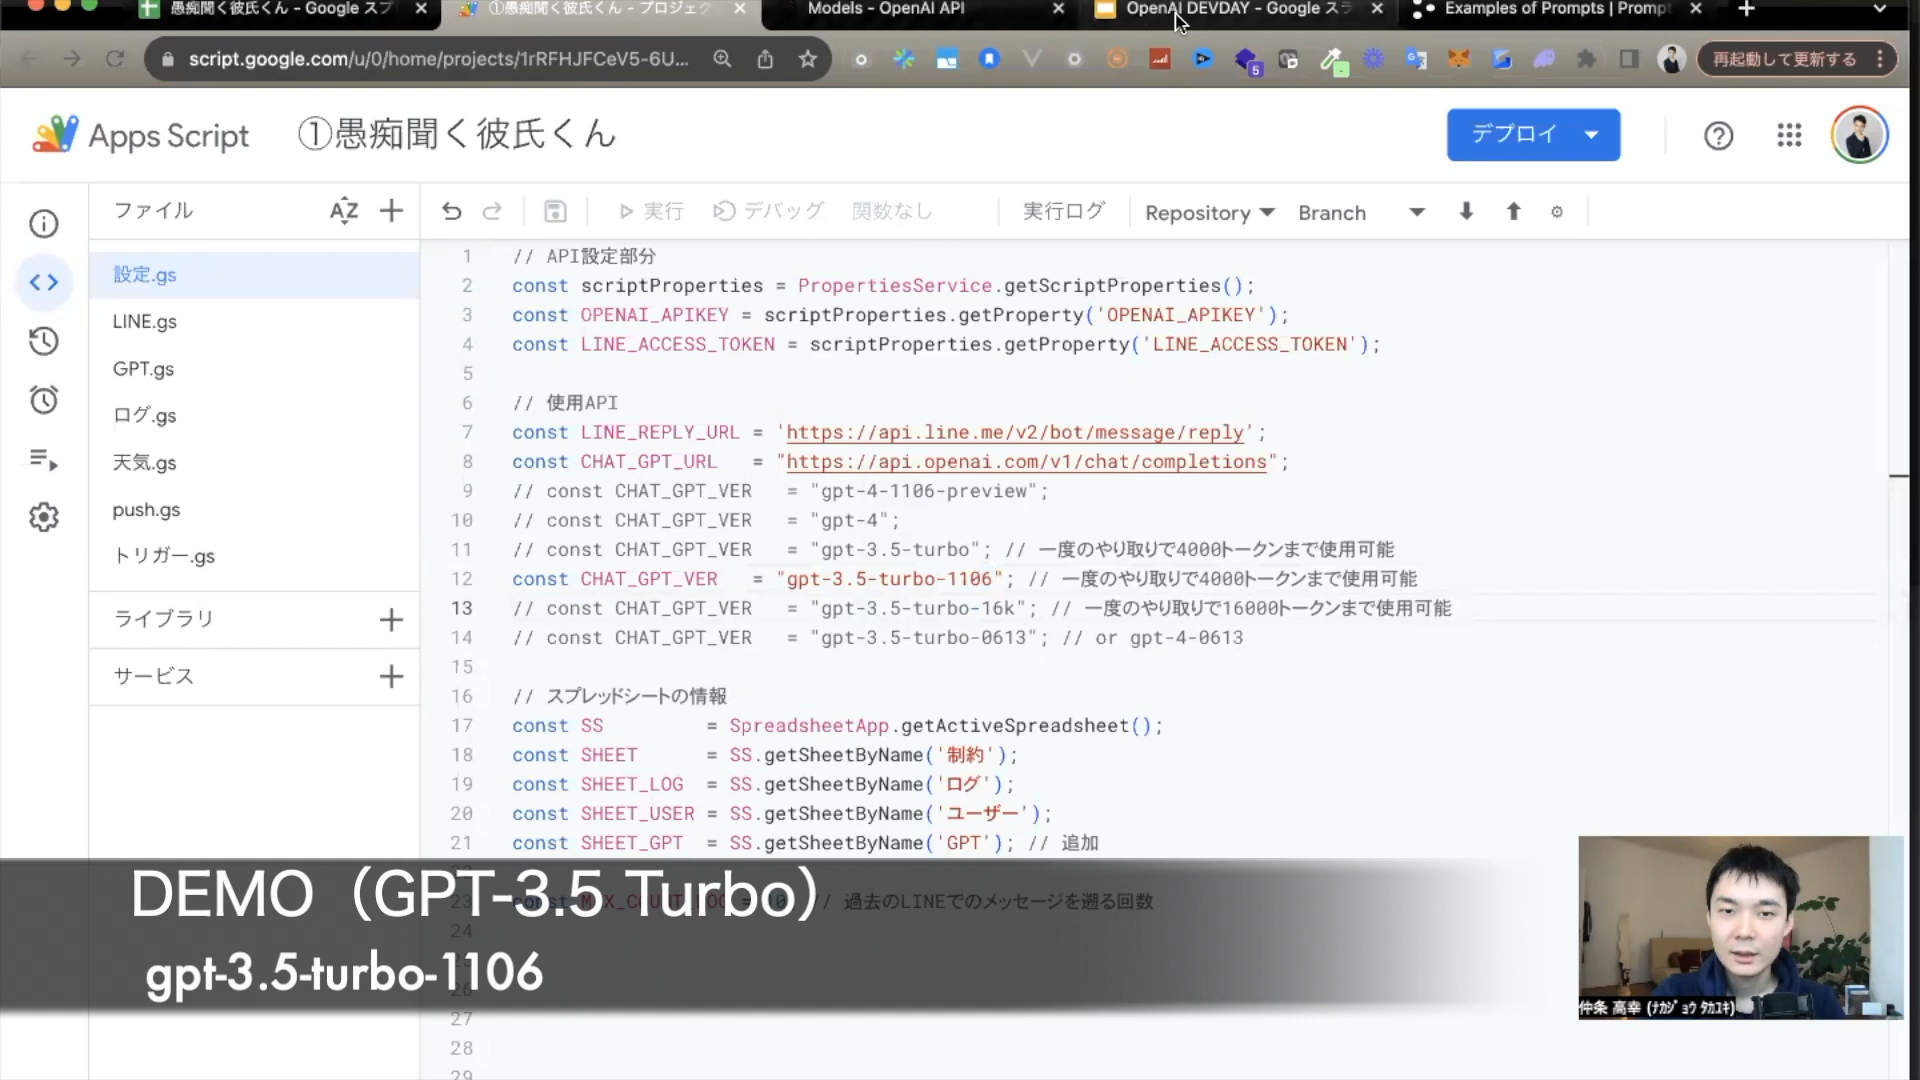 愚痴聞く彼氏くん - Google スプ
①愚痴聞く彼氏くん - プロジェク
Models - OpenAI API
OpenAI DEVDAY - Google スラ
Examples of Prompts | Prompt
script.google.com/u/0/home/projects/1rRFHJFCeV5-6U...
5
再起動して更新する
Apps Script
①愚痴聞く彼氏くん
デプロイ
ファイル
AZ
実行
デバッグ
関数なし
実行ログ
Repository
Branch
設定.gs
LINE.gs
GPT.gs
ログ.gs
天気.gs
push.gs
トリガー.gs
ライブラリ
サービス
1 // API設定部分
2 const scriptProperties = PropertiesService.getScriptProperties();
3 const OPENAI_APIKEY = scriptProperties.getProperty('OPENAI_APIKEY');
4 const LINE_ACCESS_TOKEN = scriptProperties.getProperty('LINE_ACCESS_TOKEN');
5
6 // 使用API
7 const LINE_REPLY_URL = 'https://api.line.me/v2/bot/message/reply';
8 const CHAT_GPT_URL = "https://api.openai.com/v1/chat/completions";
9 // const CHAT_GPT_VER = "gpt-4-1106-preview";
10 // const CHAT_GPT_VER = "gpt-4";
11 // const CHAT_GPT_VER = "gpt-3.5-turbo"; // 一度のやり取りで4000トークンまで使用可能
12 const CHAT_GPT_VER = "gpt-3.5-turbo-1106"; // 一度のやり取りで4000トークンまで使用可能
13 // const CHAT_GPT_VER = "gpt-3.5-turbo-16k"; // 一度のやり取りで16000トークンまで使用可能
14 // const CHAT_GPT_VER = "gpt-3.5-turbo-0613"; // or gpt-4-0613
15
16 // スプレッドシートの情報
17 const SS = SpreadsheetApp.getActiveSpreadsheet();
18 const SHEET = SS.getSheetByName('制約');
19 const SHEET_LOG = SS.getSheetByName('ログ');
20 const SHEET_USER = SS.getSheetByName('ユーザー');
21 const SHEET_GPT = SS.getSheetByName('GPT'); // 追加
// 過去のLINEでのメッセージを遡る回数
24
26
27
28
29
DEMO（GPT-3.5 Turbo）
gpt-3.5-turbo-1106
仲条 高幸 (ナカジョウ タカユキ)